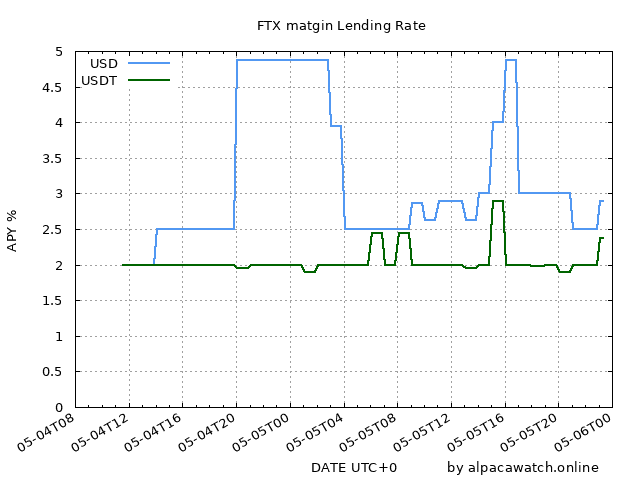 FTX matgin Lending Rate
USD
USDT
5
4.5
4
3.5
3
2.5
2
1.5
1
0.5
0
APY %
05-04T08
05-04T12
05-04T16
05-04T20
05-05T00
05-05T04
05-05T08
05-05T12
05-05T16
05-05T20
05-06T00
DATE UTC+0
by alpacawatch.online